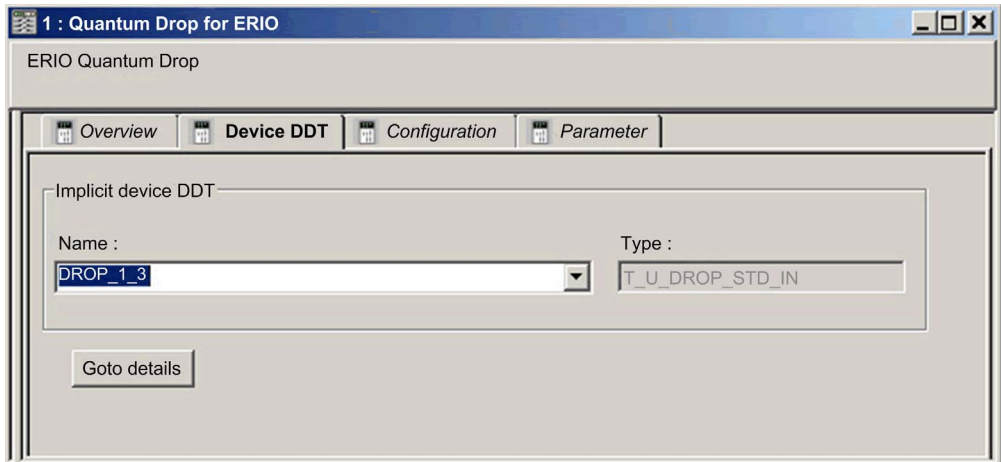 1 : Quantum Drop for ERIO
ERIO Quantum Drop
Overview Device DDT Configuration Parameter
Implicit device DDT
Name : Type :
DROP_1_3 T_U_DROP_STD_IN
Goto details